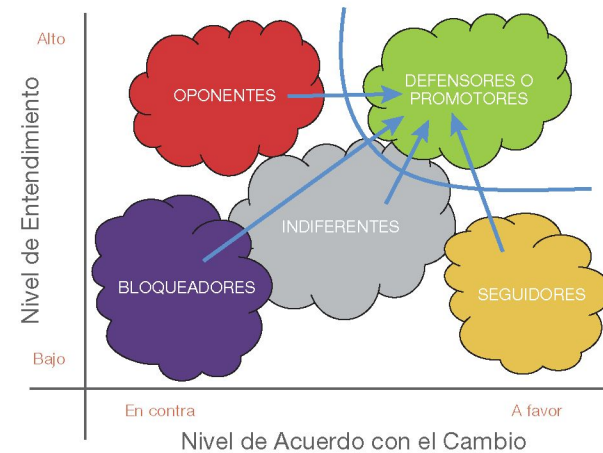 Alto
OPONENTES
DEFENSORES O
PROMOTORES
Nivel de Entendimiento
INDIFERENTES
BLOQUEADORES
SEGUIDORES
Bajo
En contra
A favor
Nivel de Acuerdo con el Cambio